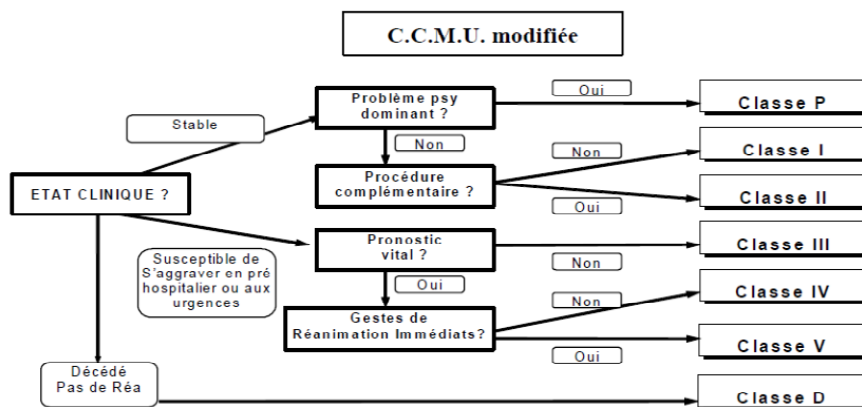 C.C.M.U. modifiée
Problème psy
dominant ?
Oui
Classe P
Stable
Non
Non
Classe I
ETAT CLINIQUE ?
Procédure
complémentaire ?
Oui
Classe II
Susceptible de
S'aggraver en pré
hospitalier ou aux
urgences
Pronostic
vital ?
Non
Classe III
Oui
Non
Classe IV
Gestes de
Réanimation Immédiats?
Oui
Classe V
Décédé
Pas de Réa
Classe D